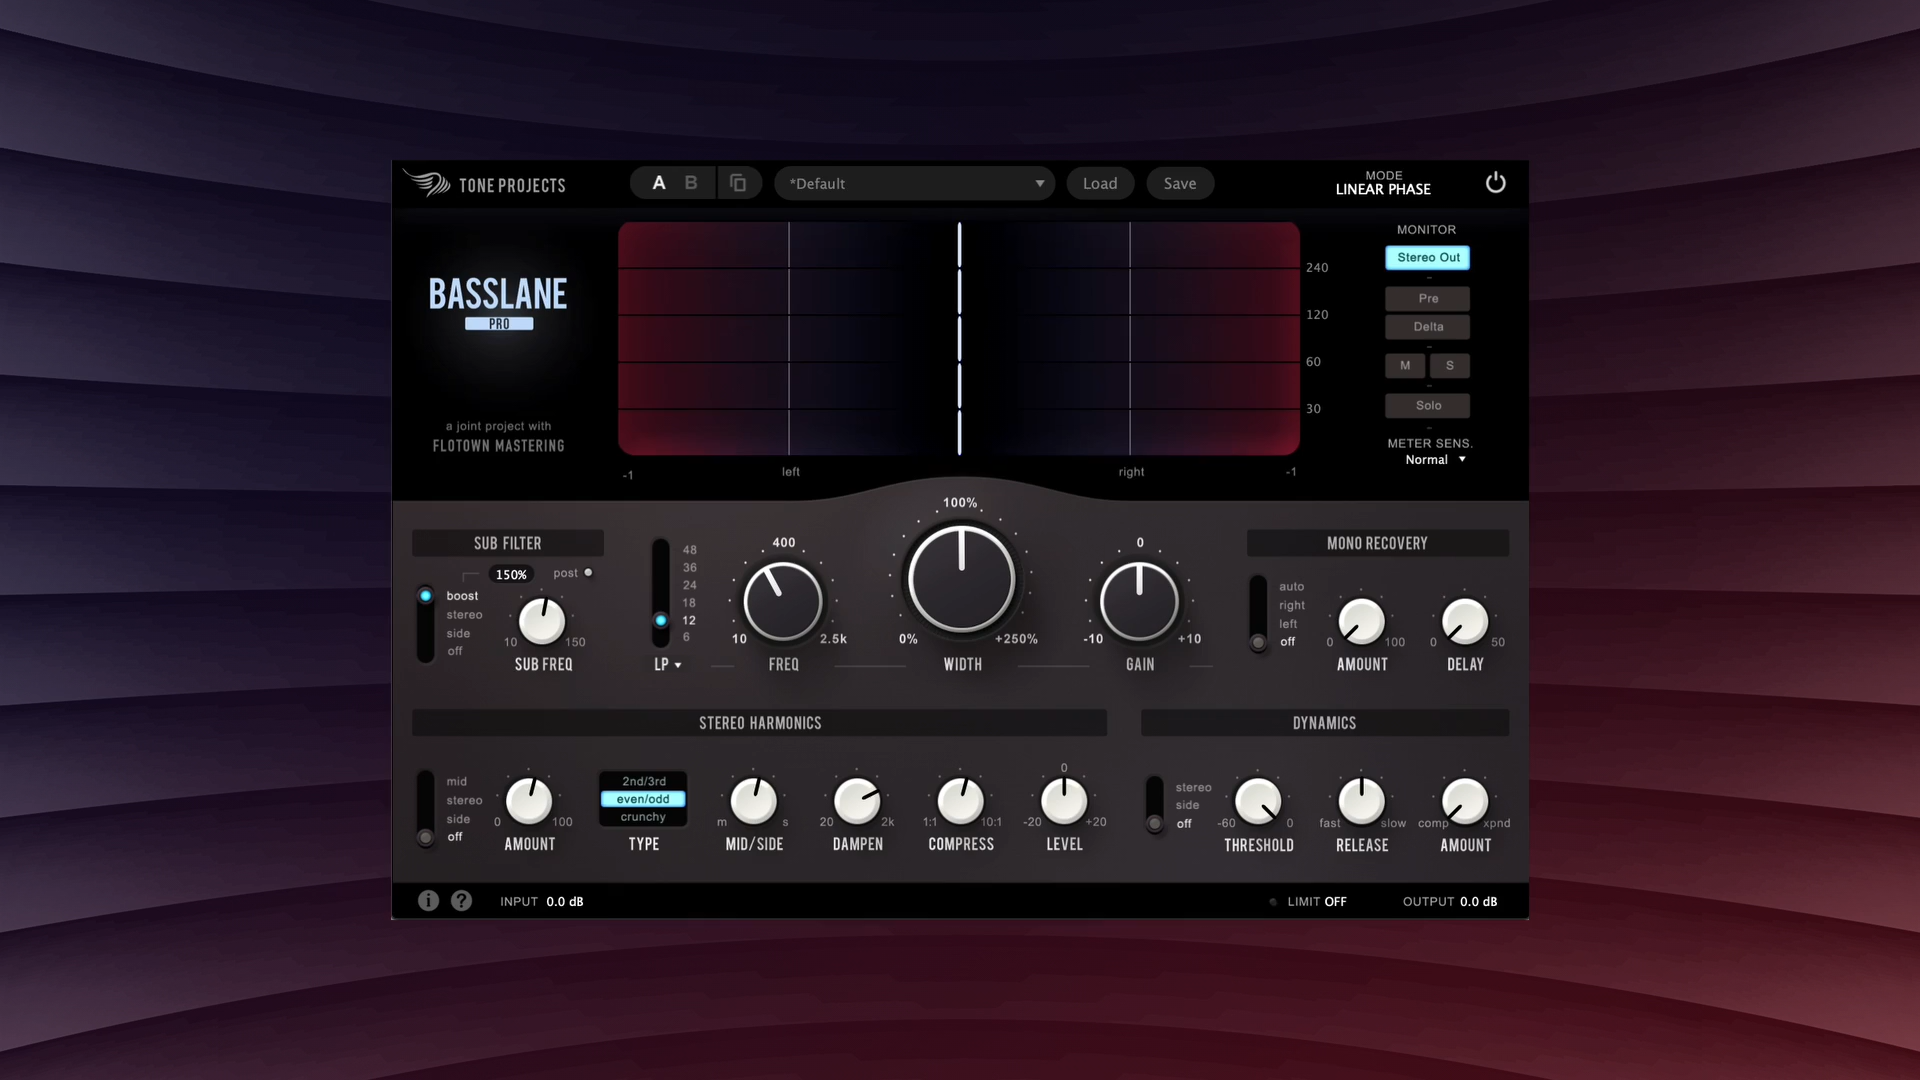 TONE PROJECTS
A B
*Default
Load
Save
MODE
LINEAR PHASE
BASSLANE
PRO
a joint project with
FLOTOWN MASTERING
240
120
60
30
-1
left
right
-1
MONITOR
Stereo Out
Pre
Delta
M S
Solo
METER SENS.
Normal
SUB FILTER
150%
post
boost
stereo
side
off
10 150
SUB FREQ
48
36
24
18
12
6
LP
400
10 2.5k
FREQ
100%
0% +250%
WIDTH
0
-10 +10
GAIN
MONO RECOVERY
auto
right
left
off
0 100
AMOUNT
0 50
DELAY
STEREO HARMONICS
mid
stereo
side
off
0 100
AMOUNT
2nd/3rd
even/odd
crunchy
TYPE
m s
MID/SIDE
20 2k
DAMPEN
1:1 10:1
COMPRESS
0
-20 +20
LEVEL
DYNAMICS
stereo
side
off
-60 0
THRESHOLD
fast slow
RELEASE
comp xpnd
AMOUNT
i ?
INPUT 0.0 dB
LIMIT OFF
OUTPUT 0.0 dB